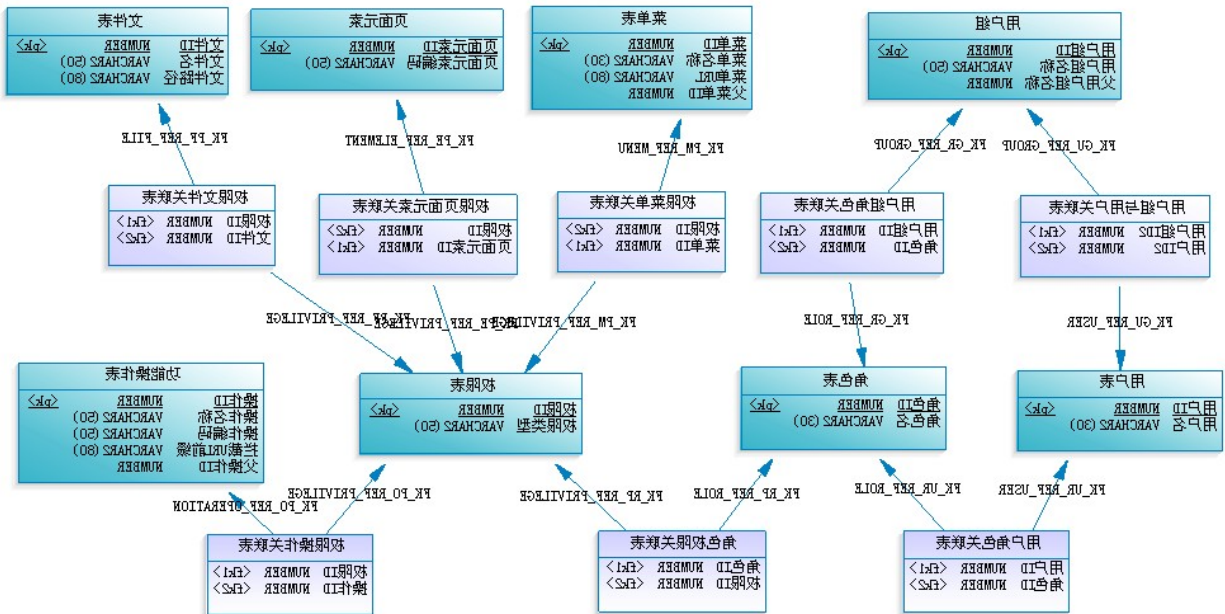 用户组
用户组ID NUMBER <pk>
用户组名称 VARCHAR2 (50)
父用户组名称 NUMBER
菜单表
菜单ID NUMBER <pk>
菜单名称 VARCHAR2 (30)
菜单URL VARCHAR2 (80)
父菜单ID NUMBER
页面元素
页面元素ID NUMBER <pk>
页面元素编码 VARCHAR2 (50)
文件表
文件ID NUMBER <pk>
文件名 VARCHAR2 (50)
文件路径 VARCHAR2 (80)
FK_GU_REF_GROUP
FK_GR_REF_GROUP
FK_PM_REF_MENU
FK_PE_REF_ELEMENT
FK_PF_REF_FILE
用户组与用户关联表
用户组ID2 NUMBER <fk1>
用户ID2 NUMBER <fk2>
用户组角色关联表
用户组ID NUMBER <fk1>
角色ID NUMBER <fk2>
权限菜单关联表
权限ID NUMBER <fk2>
菜单ID NUMBER <fk1>
权限页面元素关联表
权限ID NUMBER <fk2>
页面元素ID NUMBER <fk1>
权限文件关联表
权限ID NUMBER <fk1>
文件ID NUMBER <fk2>
FK_GU_REF_USER
FK_GR_REF_ROLE
FK_PM_REF_PRIVILEGE
FK_PE_REF_PRIVILEGE
FK_PF_REF_PRIVILEGE
用户表
用户ID NUMBER <pk>
用户名 VARCHAR2 (30)
角色表
角色ID NUMBER <pk>
角色名 VARCHAR2 (30)
权限表
权限ID NUMBER <pk>
权限类型 VARCHAR2 (50)
功能操作表
操作ID NUMBER <pk>
操作名称 VARCHAR2 (50)
操作编码 VARCHAR2 (50)
拦截URL前缀 VARCHAR2 (80)
父操作ID NUMBER
FK_UR_REF_USER
FK_UR_REF_ROLE
FK_RP_REF_ROLE
FK_RP_REF_PRIVILEGE
FK_PO_REF_PRIVILEGE
FK_PO_REF_OPERATION
用户角色关联表
用户ID NUMBER <fk1>
角色ID NUMBER <fk2>
角色权限关联表
角色ID NUMBER <fk1>
权限ID NUMBER <fk2>
权限操作关联表
权限ID NUMBER <fk1>
操作ID NUMBER <fk2>